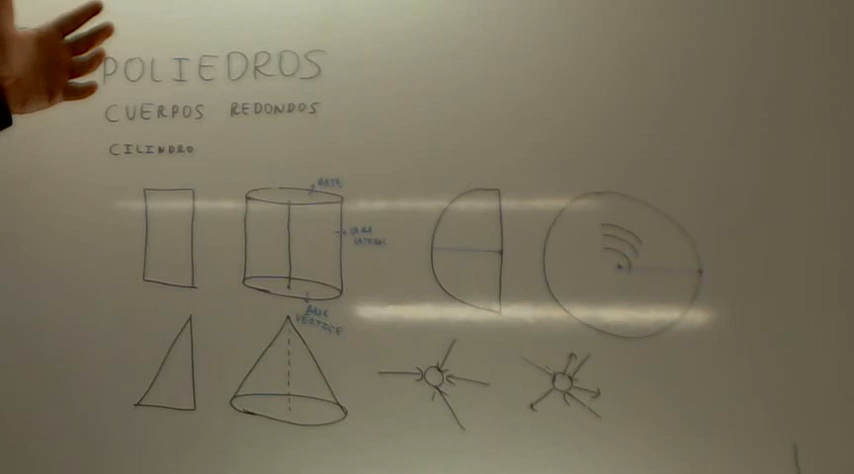 POLIEDROS
CUERPOS REDONDOS
CILINDRO
BASE
BASE
VERTICE